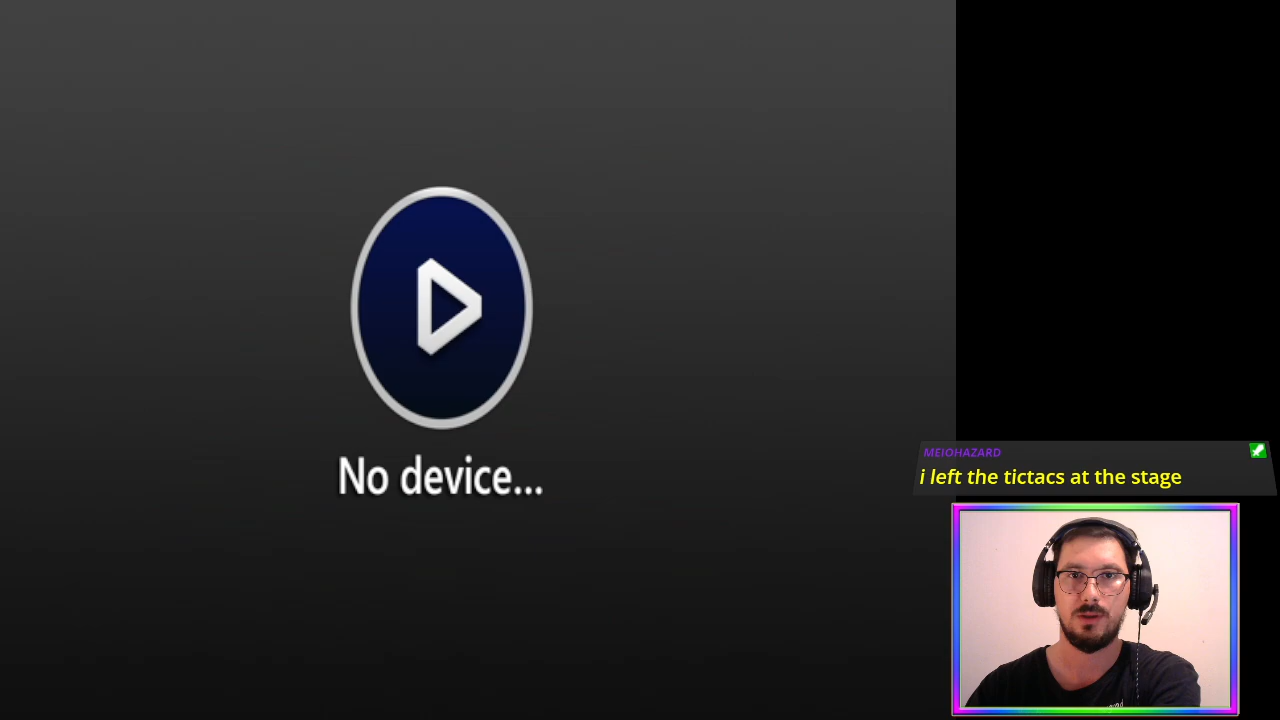 No device...
MEIOHAZARD
i left the tictacs at the stage